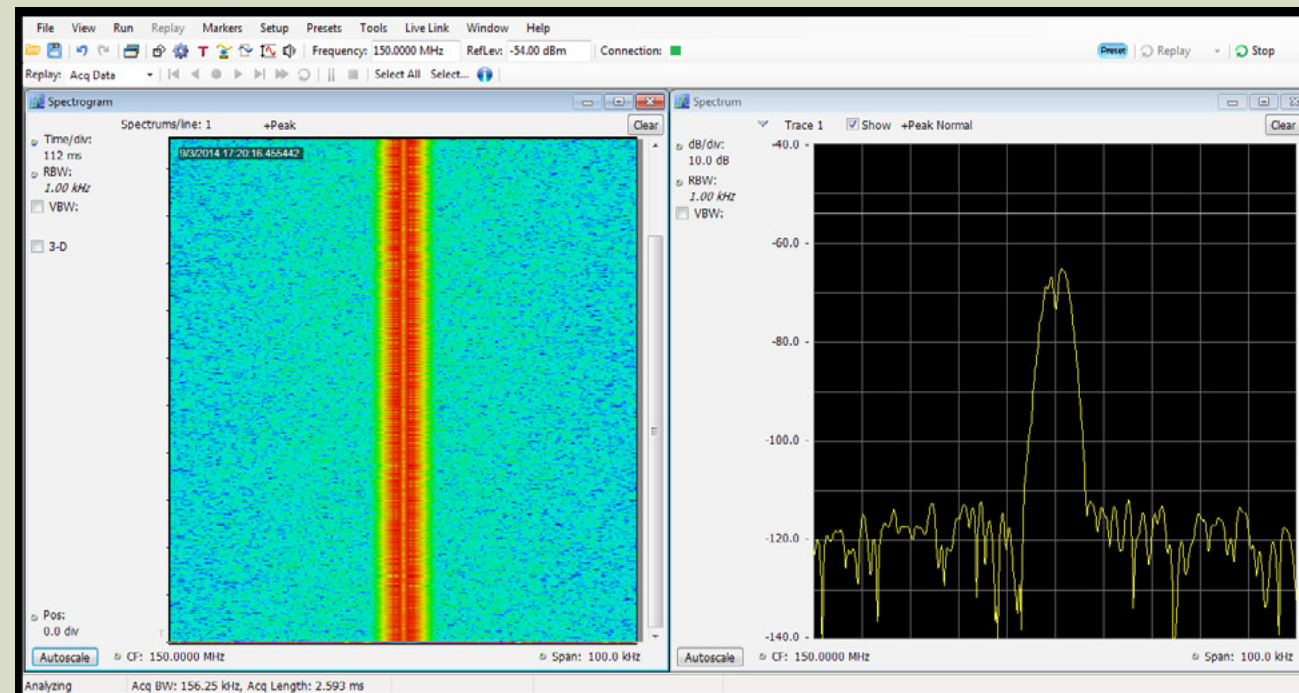 File View Run Replay Markers Setup Presets Tools Live Link Window Help
Frequency: 150.0000 MHz RefLev: -54.00 dBm Connection: Preset Replay Stop
Replay: Acq Data Select All Select...
Spectrogram
Spectrums/line: 1 +Peak Clear
Time/div:
112 ms
RBW:
1.00 kHz
VBW:
3-D
9/3/2014 17:20:16.455442
Pos:
0.0 div
T
Autoscale CF: 150.0000 MHz Span: 100.0 kHz
Spectrum
Trace 1 Show +Peak Normal Clear
dB/div:
10.0 dB
RBW:
1.00 kHz
VBW:
-40.0
-60.0
-80.0
-100.0
-120.0
-140.0
Autoscale CF: 150.0000 MHz Span: 100.0 kHz
Analyzing Acq BW: 156.25 kHz, Acq Length: 2.593 ms